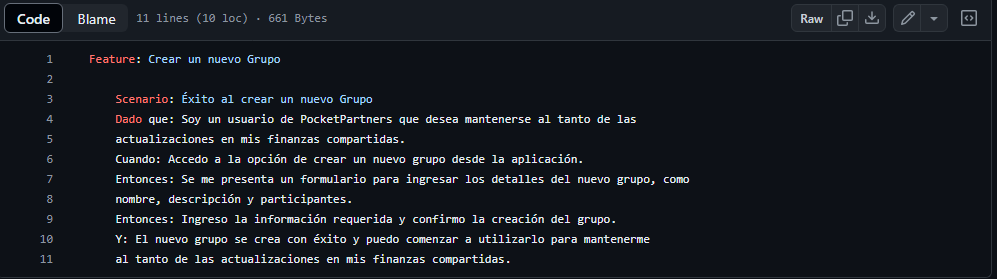 Code Blame 11 lines (10 loc) · 661 Bytes Raw
1 Feature: Crear un nuevo Grupo
2
3 Scenario: Éxito al crear un nuevo Grupo
4 Dado que: Soy un usuario de PocketPartners que desea mantenerse al tanto de las
5 actualizaciones en mis finanzas compartidas.
6 Cuando: Accedo a la opción de crear un nuevo grupo desde la aplicación.
7 Entonces: Se me presenta un formulario para ingresar los detalles del nuevo grupo, como
8 nombre, descripción y participantes.
9 Entonces: Ingreso la información requerida y confirmo la creación del grupo.
10 Y: El nuevo grupo se crea con éxito y puedo comenzar a utilizarlo para mantenerme
11 al tanto de las actualizaciones en mis finanzas compartidas.